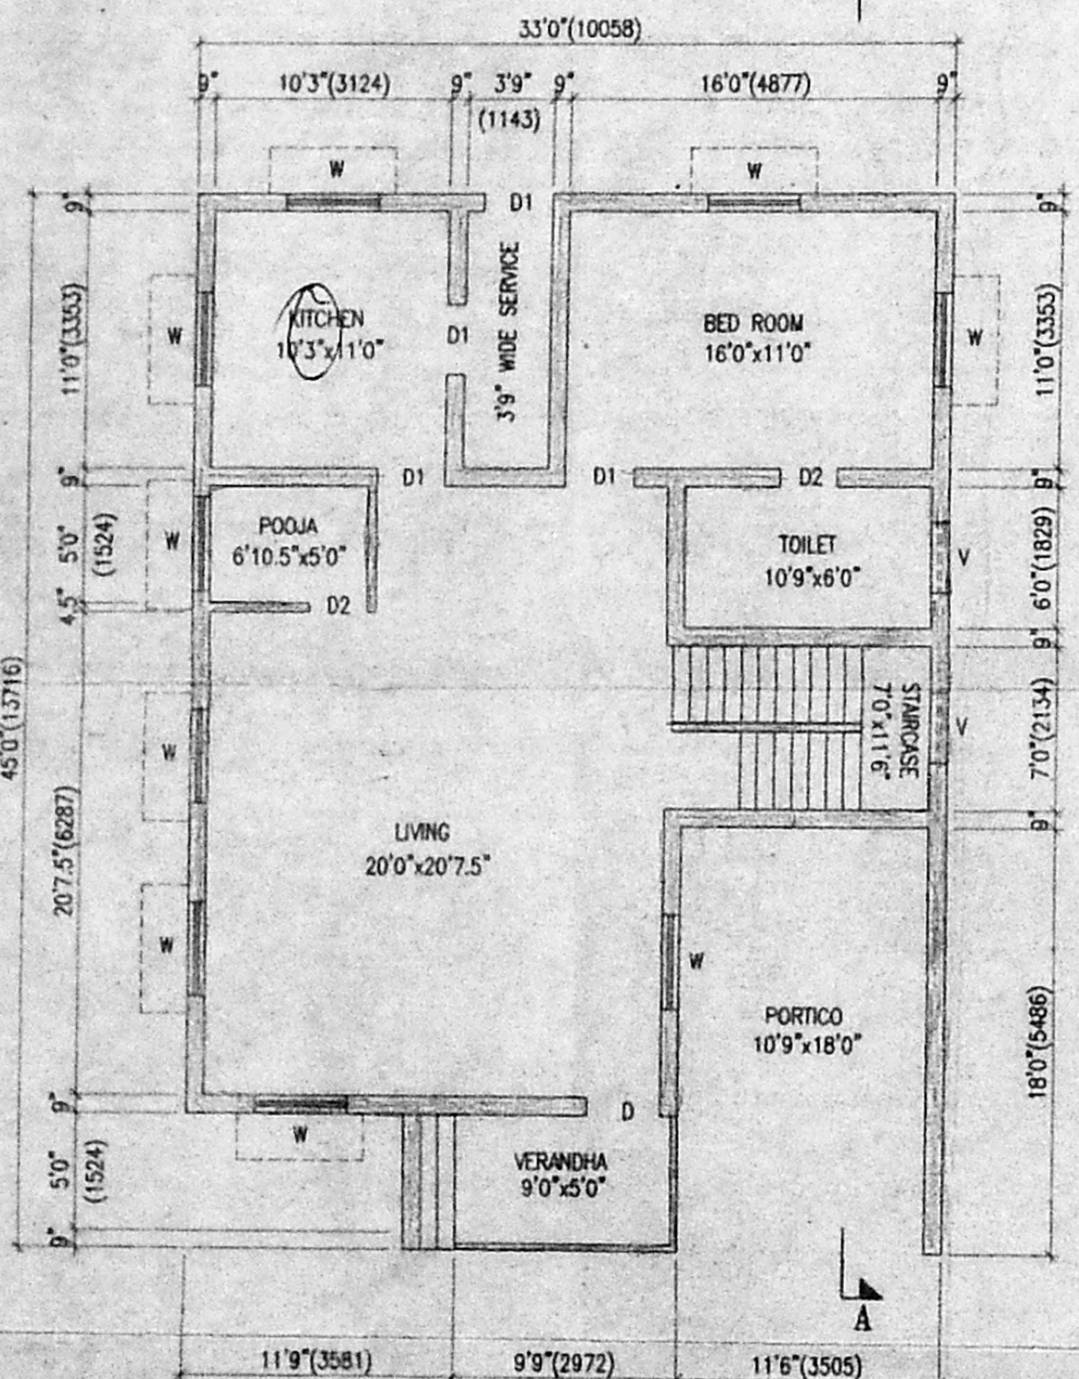 33'0"(10058)
9" 10'3"(3124) 9" 3'9" 9" 16'0"(4877) 9"
(1143)
W W
9" D1 9"
KITCHEN
10'3"x11'0"
W D1
3'9" WIDE SERVICE
BED ROOM
16'0"x11'0"
W
11'0"(3353)
11'0"(3353)
9" D1 D1 D2 9"
POOJA
6'10.5"x5'0"
W
5'0"
(1524)
4.5" D2
TOILET
10'9"x6'0"
V
6'0"(1829)
9"
45'0"(13716)
STAIRCASE
7'0"x11'6"
V
7'0"(2134)
W
9"
LIVING
20'0"x20'7.5"
20'7.5"(6287)
W W
PORTICO
10'9"x18'0"
18'0"(5486)
9" D
W
VERANDHA
9'0"x5'0"
5'0"
(1524)
9"
A
11'9"(3581) 9'9"(2972) 11'6"(3505)